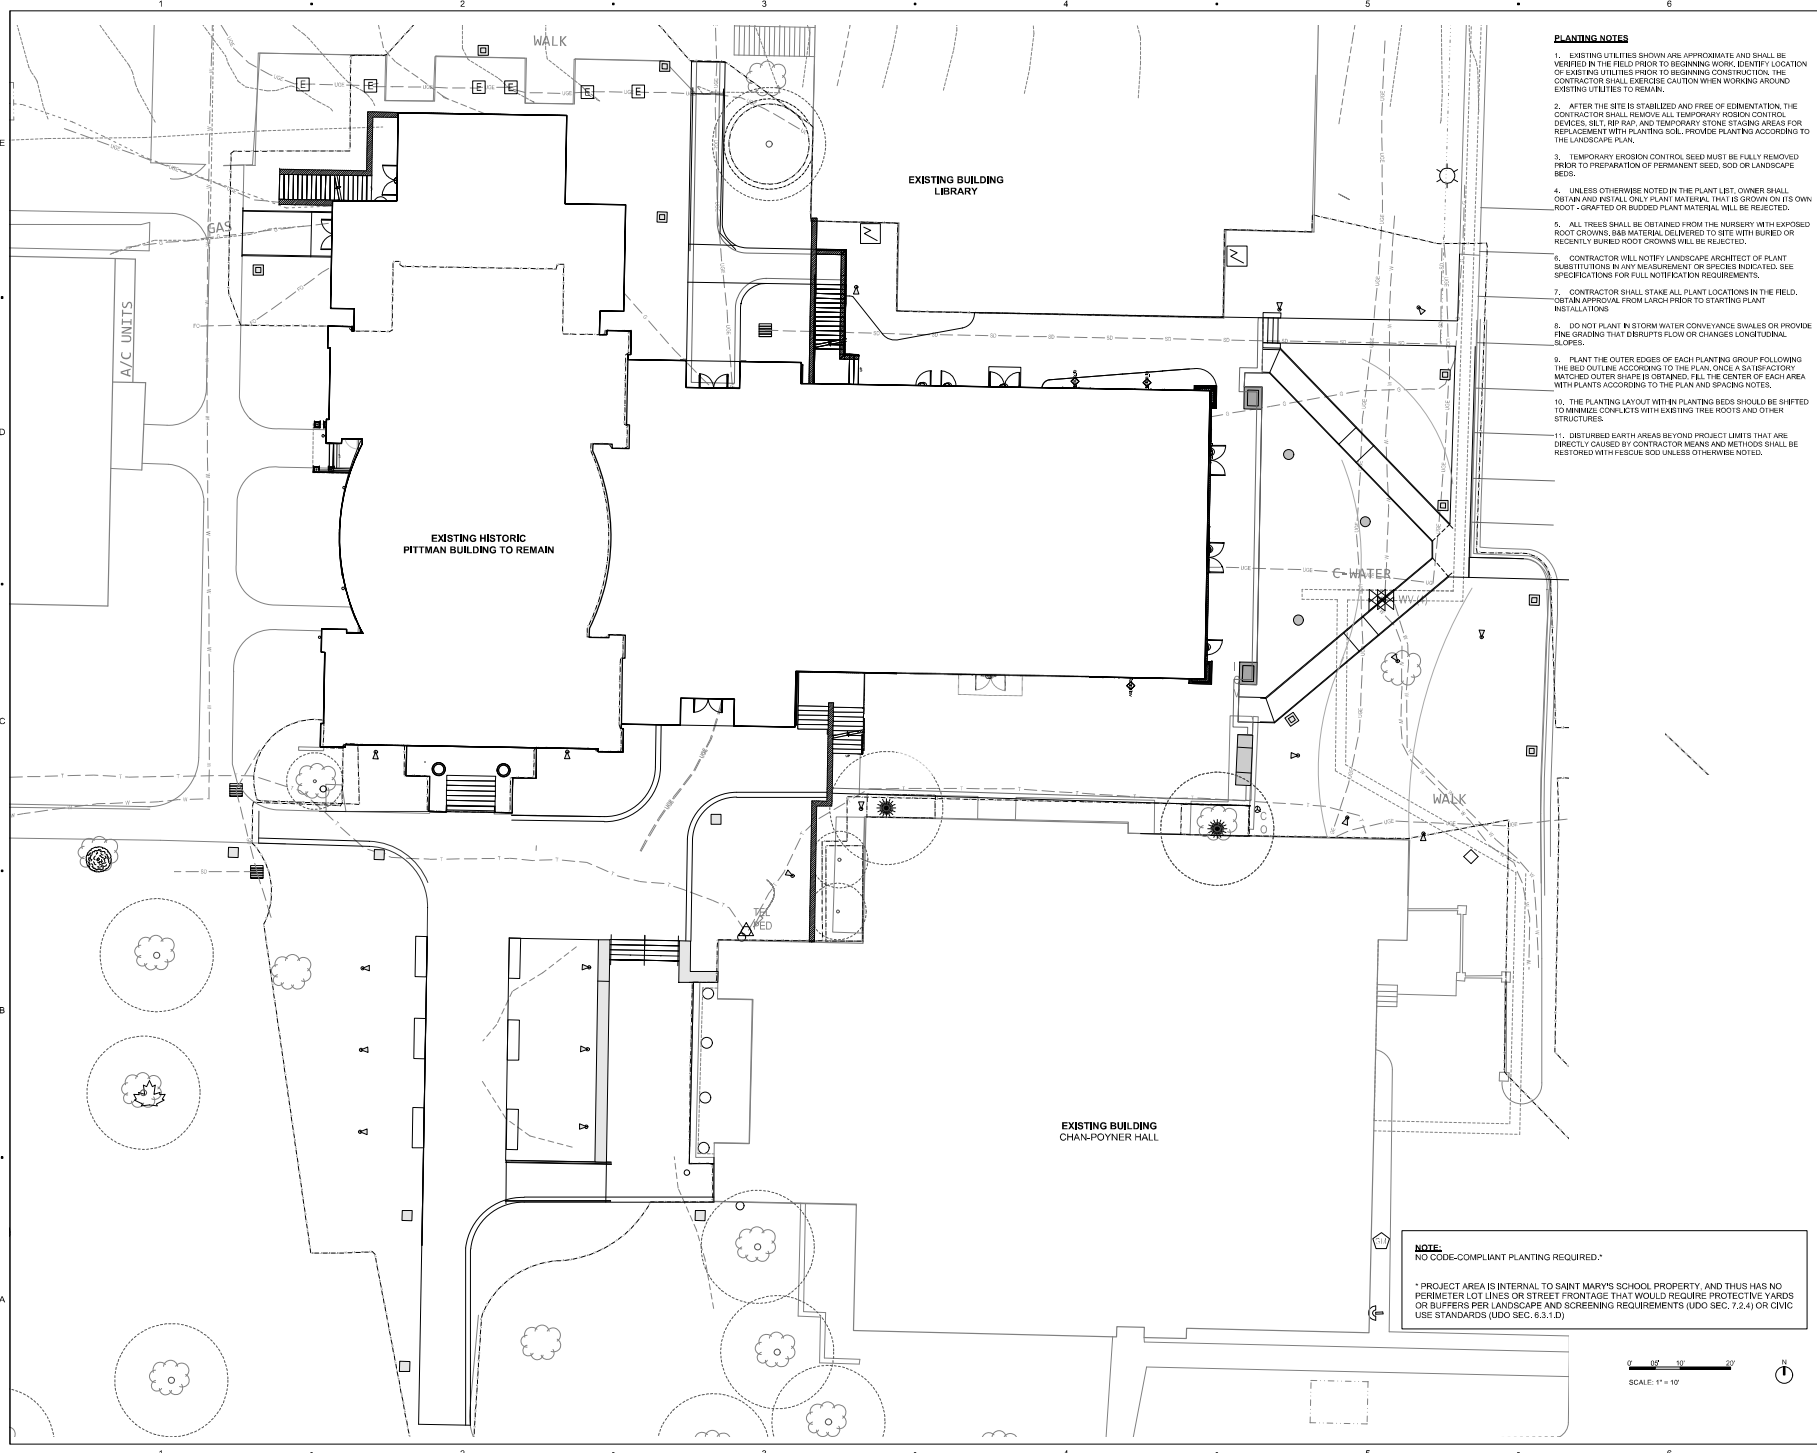 1 2 3 4 5 6
WALK
E E E E E E
GAS
A/C UNITS
EXISTING BUILDING
LIBRARY
EXISTING HISTORIC
PITTMAN BUILDING TO REMAIN
C-WATER
WALK
TEL
PED
EXISTING BUILDING
CHAN-POYNER HALL
E
D
C
B
A
PLANTING NOTES
1. EXISTING UTILITIES SHOWN ARE APPROXIMATE AND SHALL BE
VERIFIED IN THE FIELD PRIOR TO BEGINNING WORK. IDENTIFY LOCATION
OF EXISTING UTILITIES PRIOR TO BEGINNING CONSTRUCTION. THE
CONTRACTOR SHALL EXERCISE CAUTION WHEN WORKING AROUND
EXISTING UTILITIES TO REMAIN.
2. AFTER THE SITE IS STABILIZED AND FREE OF EDIMENTATION, THE
CONTRACTOR SHALL REMOVE ALL TEMPORARY ROSION CONTROL
DEVICES, SILT, RIP RAP, AND TEMPORARY STONE STAGING AREAS FOR
REPLACEMENT WITH PLANTING SOIL. PROVIDE PLANTING ACCORDING TO
THE LANDSCAPE PLAN.
3. TEMPORARY EROSION CONTROL SEED MUST BE FULLY REMOVED
PRIOR TO PREPARATION OF PERMANENT SEED, SOD OR LANDSCAPE
BEDS.
4. UNLESS OTHERWISE NOTED IN THE PLANT LIST, OWNER SHALL
OBTAIN AND INSTALL ONLY PLANT MATERIAL THAT IS GROWN ON ITS OWN
ROOT - GRAFTED OR BUDDED PLANT MATERIAL WILL BE REJECTED.
5. ALL TREES SHALL BE OBTAINED FROM THE NURSERY WITH EXPOSED
ROOT CROWNS. B&B MATERIAL DELIVERED TO SITE WITH BURIED OR
RECENTLY BURIED ROOT CROWNS WILL BE REJECTED.
6. CONTRACTOR WILL NOTIFY LANDSCAPE ARCHITECT OF PLANT
SUBSTITUTIONS IN ANY MEASUREMENT OR SPECIES INDICATED. SEE
SPECIFICATIONS FOR FULL NOTIFICATION REQUIREMENTS.
7. CONTRACTOR SHALL STAKE ALL PLANT LOCATIONS IN THE FIELD.
OBTAIN APPROVAL FROM LARCH PRIOR TO STARTING PLANT
INSTALLATIONS
8. DO NOT PLANT IN STORM WATER CONVEYANCE SWALES OR PROVIDE
FINE GRADING THAT DISRUPTS FLOW OR CHANGES LONGITUDINAL
SLOPES.
9. PLANT THE OUTER EDGES OF EACH PLANTING GROUP FOLLOWING
THE BED OUTLINE ACCORDING TO THE PLAN. ONCE A SATISFACTORY
MATCHED OUTER SHAPE IS OBTAINED, FILL THE CENTER OF EACH AREA
WITH PLANTS ACCORDING TO THE PLAN AND SPACING NOTES.
10. THE PLANTING LAYOUT WITHIN PLANTING BEDS SHOULD BE SHIFTED
TO MINIMIZE CONFLICTS WITH EXISTING TREE ROOTS AND OTHER
STRUCTURES.
11. DISTURBED EARTH AREAS BEYOND PROJECT LIMITS THAT ARE
DIRECTLY CAUSED BY CONTRACTOR MEANS AND METHODS SHALL BE
RESTORED WITH FESCUE SOD UNLESS OTHERWISE NOTED.
NOTE:
NO CODE-COMPLIANT PLANTING REQUIRED.*
* PROJECT AREA IS INTERNAL TO SAINT MARY'S SCHOOL PROPERTY, AND THUS HAS NO
PERIMETER LOT LINES OR STREET FRONTAGE THAT WOULD REQUIRE PROTECTIVE YARDS
OR BUFFERS PER LANDSCAPE AND SCREENING REQUIREMENTS (UDO SEC. 7.2.4) OR CIVIC
USE STANDARDS (UDO SEC. 6.3.1.D)
0' 05' 10' 20'
SCALE: 1" = 10'
N